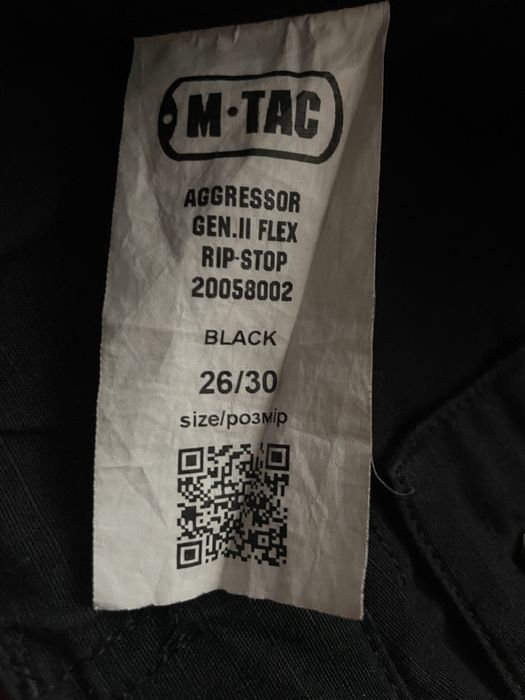 M·TAC
AGGRESSOR
GEN.II FLEX
RIP-STOP
20058002
BLACK
26/30
size/розмір